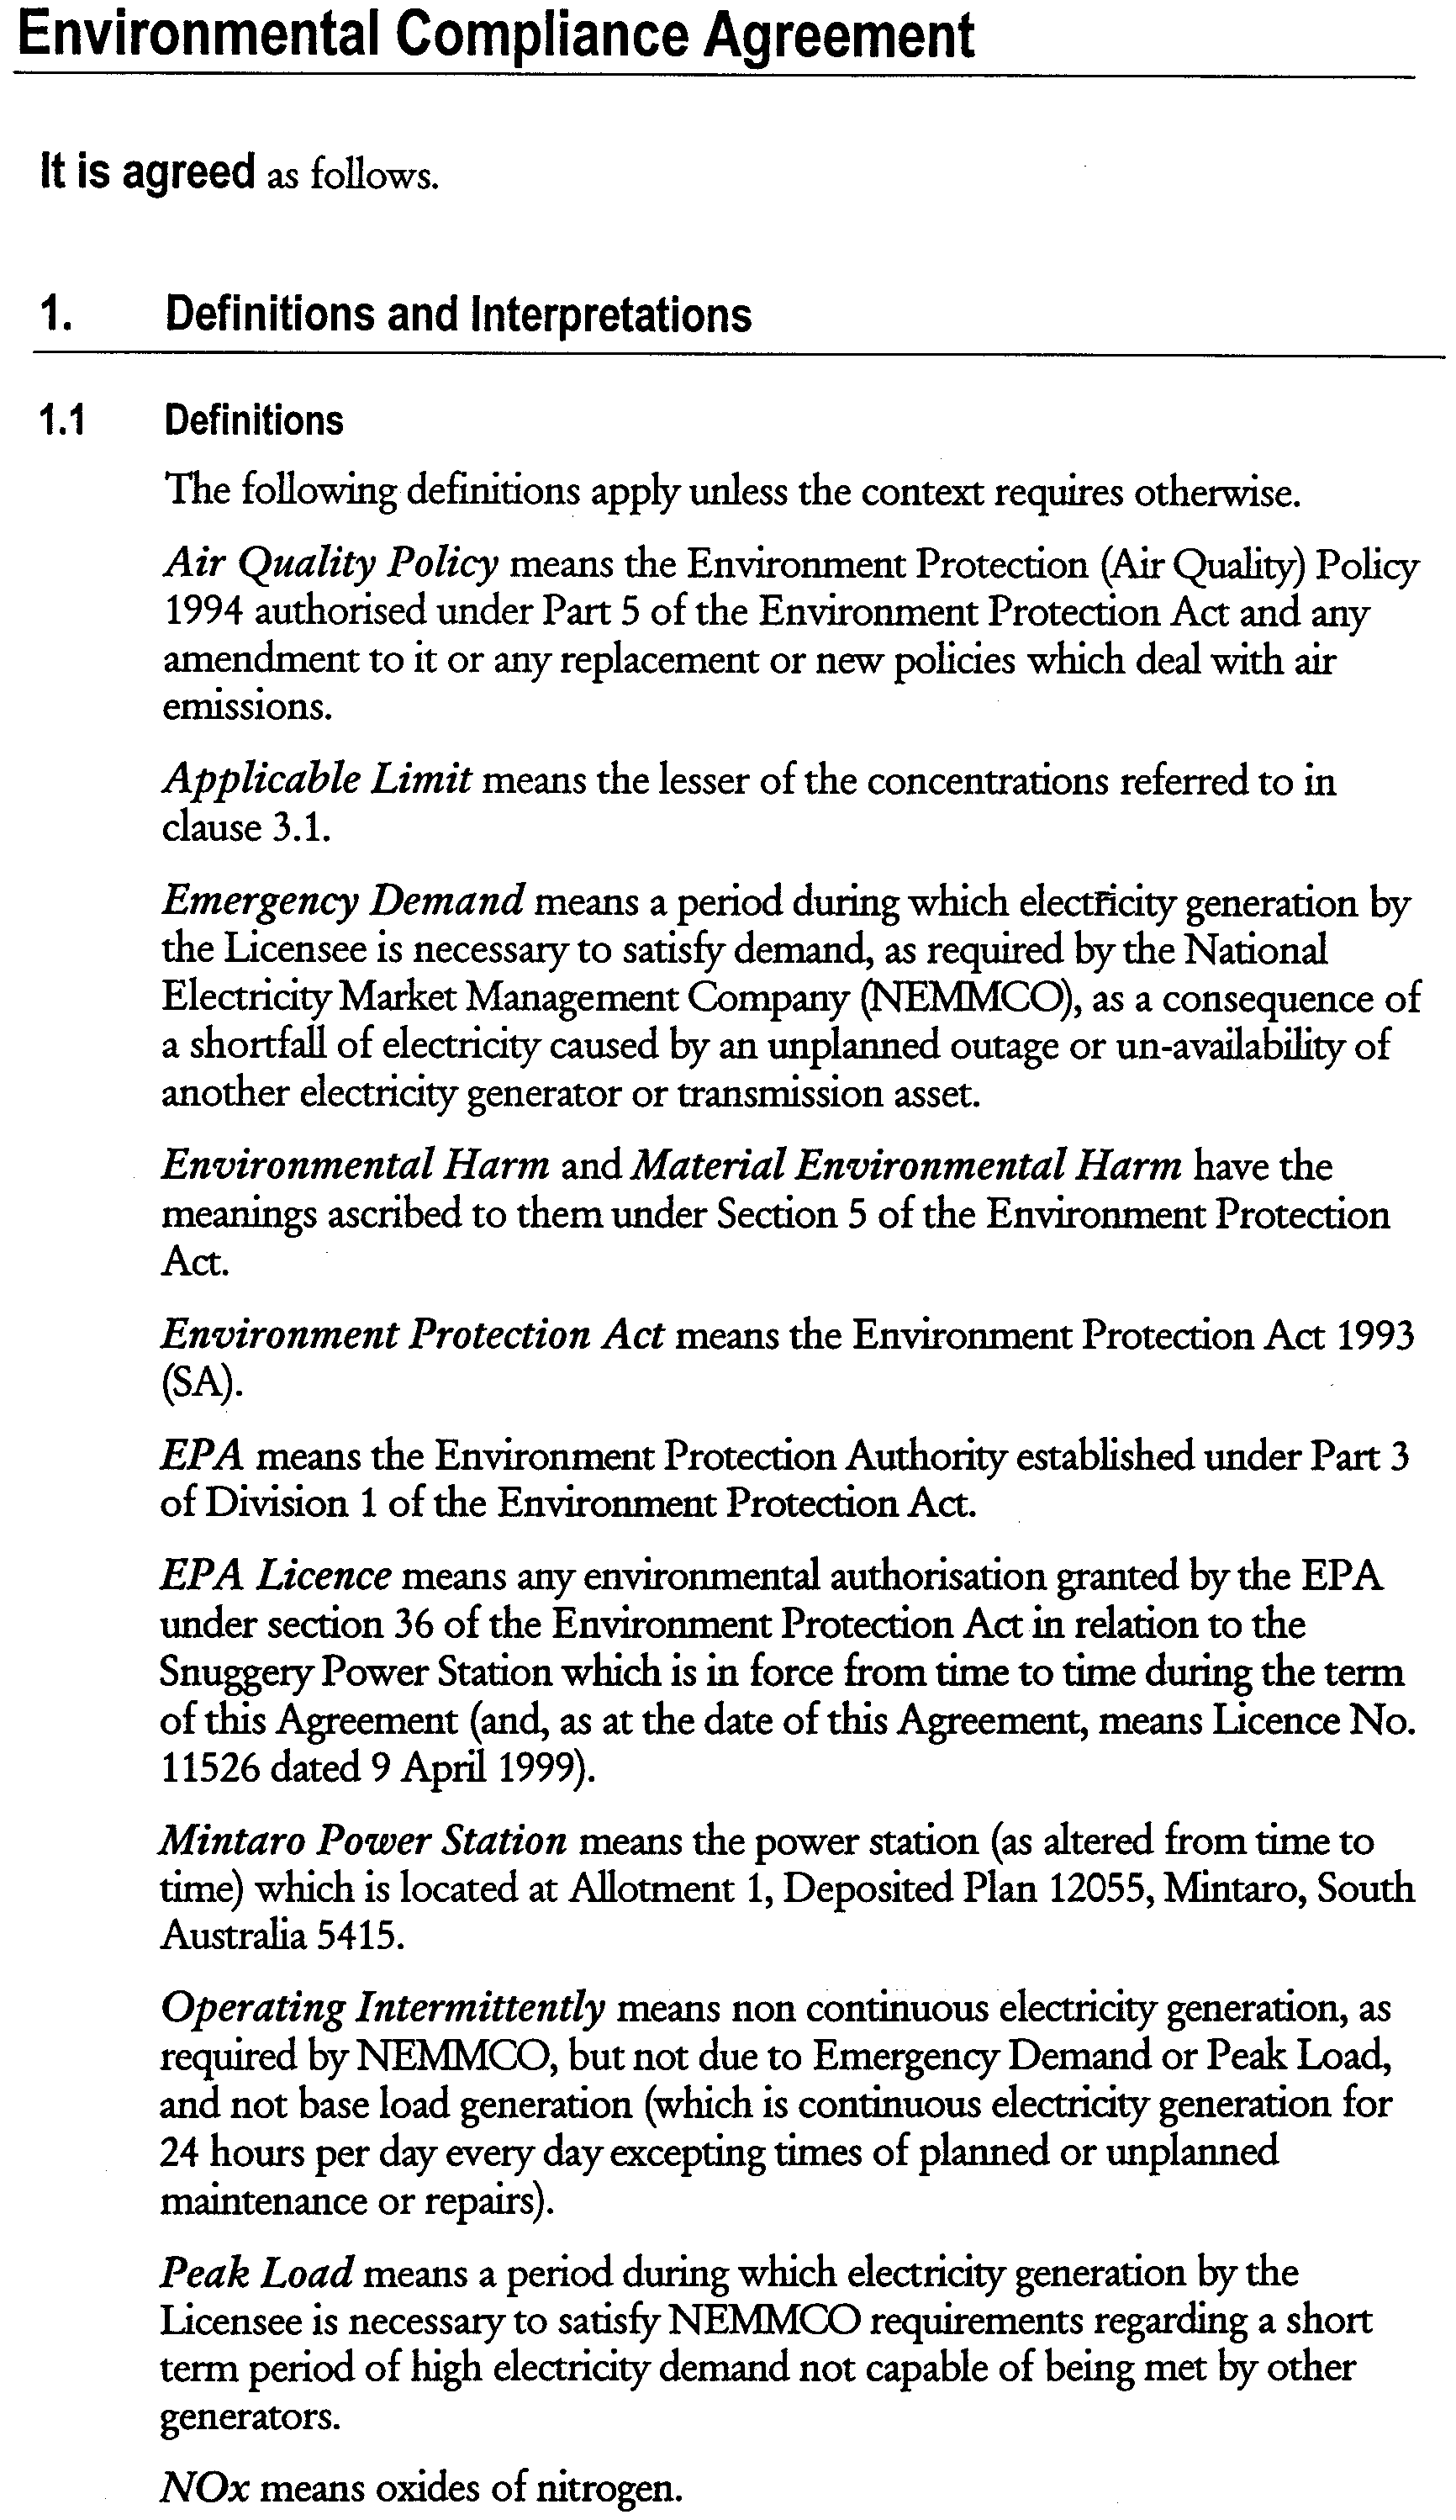 Environmental Compliance Agreement
It is agreed as follows.
1. Definitions and Interpretations
1.1 Definitions
The following definitions apply unless the context requires otherwise.
Air Quality Policy means the Environment Protection (Air Quality) Policy
1994 authorised under Part 5 of the Environment Protection Act and any
amendment to it or any replacement or new policies which deal with air
emissions.
Applicable Limit means the lesser of the concentrations referred to in
clause 3.1.
Emergency Demand means a period during which electricity generation by
the Licensee is necessary to satisfy demand, as required by the National
Electricity Market Management Company (NEMMCO), as a consequence of
a shortfall of electricity caused by an unplanned outage or un-availability of
another electricity generator or transmission asset.
Environmental Harm and Material Environmental Harm have the
meanings ascribed to them under Section 5 of the Environment Protection
Act.
Environment Protection Act means the Environment Protection Act 1993
(SA).
EPA means the Environment Protection Authority established under Part 3
of Division 1 of the Environment Protection Act.
EPA Licence means any environmental authorisation granted by the EPA
under section 36 of the Environment Protection Act in relation to the
Snuggery Power Station which is in force from time to time during the term
of this Agreement (and, as at the date of this Agreement, means Licence No.
11526 dated 9 April 1999).
Mintaro Power Station means the power station (as altered from time to
time) which is located at Allotment 1, Deposited Plan 12055, Mintaro, South
Australia 5415.
Operating Intermittently means non continuous electricity generation, as
required by NEMMCO, but not due to Emergency Demand or Peak Load,
and not base load generation (which is continuous electricity generation for
24 hours per day every day excepting times of planned or unplanned
maintenance or repairs).
Peak Load means a period during which electricity generation by the
Licensee is necessary to satisfy NEMMCO requirements regarding a short
term period of high electricity demand not capable of being met by other
generators.
NOx means oxides of nitrogen.